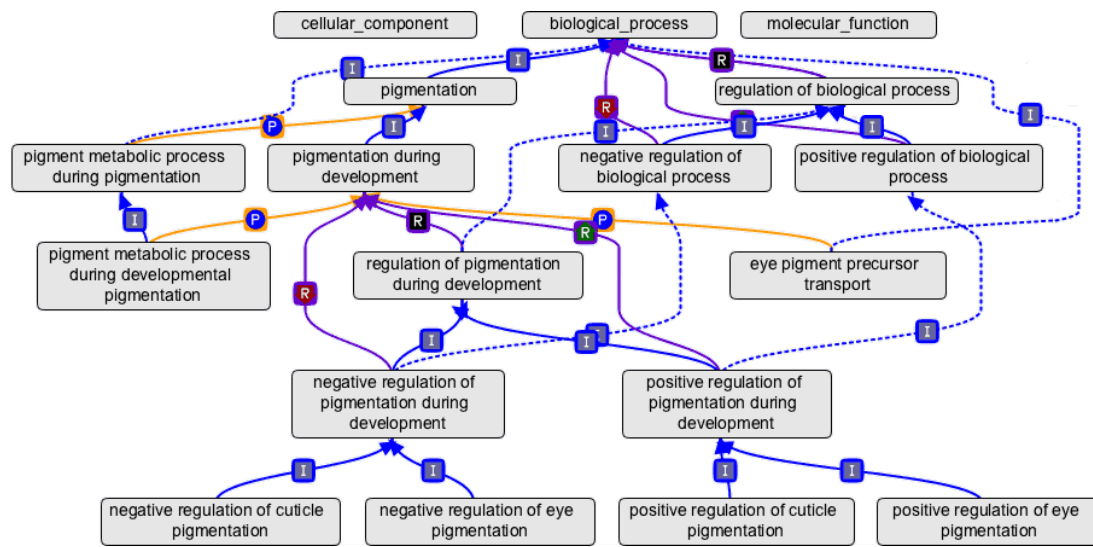 cellular_component
biological_process
molecular_function
I
I
R
pigmentation
regulation of biological process
R
I
P
I
I
I
I
pigment metabolic process
during pigmentation
pigmentation during
development
negative regulation of
biological process
positive regulation of biological
process
I
P
R
P
R
pigment metabolic process
during developmental
pigmentation
regulation of pigmentation
during development
eye pigment precursor
transport
R
I
I
I
negative regulation of
pigmentation during
development
positive regulation of
pigmentation during
development
I
I
I
I
negative regulation of cuticle
pigmentation
negative regulation of eye
pigmentation
positive regulation of cuticle
pigmentation
positive regulation of eye
pigmentation